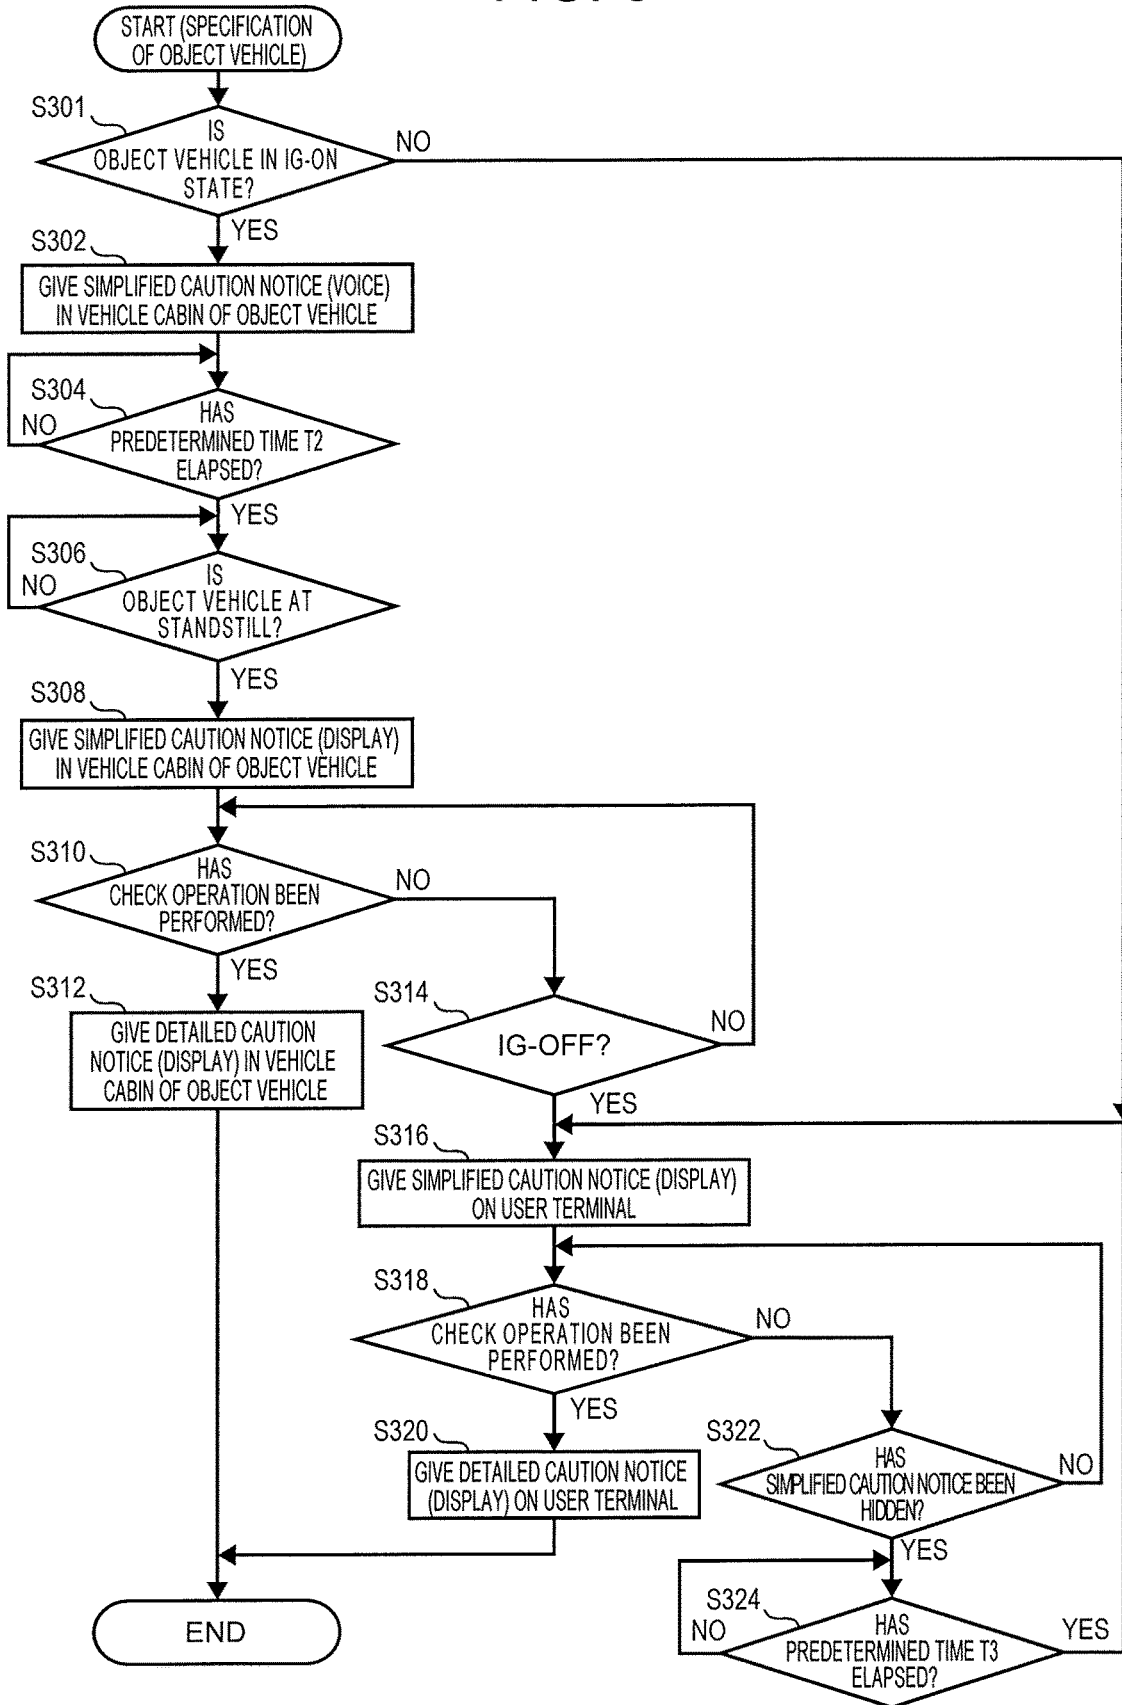 START (SPECIFICATION
OF OBJECT VEHICLE)
S301
IS
OBJECT VEHICLE IN IG-ON
STATE?
NO
YES
S302
GIVE SIMPLIFIED CAUTION NOTICE (VOICE)
IN VEHICLE CABIN OF OBJECT VEHICLE
S304
HAS
PREDETERMINED TIME T2
ELAPSED?
NO
YES
S306
IS
OBJECT VEHICLE AT
STANDSTILL?
NO
YES
S308
GIVE SIMPLIFIED CAUTION NOTICE (DISPLAY)
IN VEHICLE CABIN OF OBJECT VEHICLE
S310
HAS
CHECK OPERATION BEEN
PERFORMED?
NO
YES
S312
GIVE DETAILED CAUTION
NOTICE (DISPLAY) IN VEHICLE
CABIN OF OBJECT VEHICLE
S314
IG-OFF?
NO
YES
S316
GIVE SIMPLIFIED CAUTION NOTICE (DISPLAY)
ON USER TERMINAL
S318
HAS
CHECK OPERATION BEEN
PERFORMED?
NO
YES
S320
GIVE DETAILED CAUTION NOTICE
(DISPLAY) ON USER TERMINAL
S322
HAS
SIMPLIFIED CAUTION NOTICE BEEN
HIDDEN?
NO
YES
S324
HAS
PREDETERMINED TIME T3
ELAPSED?
NO
YES
END